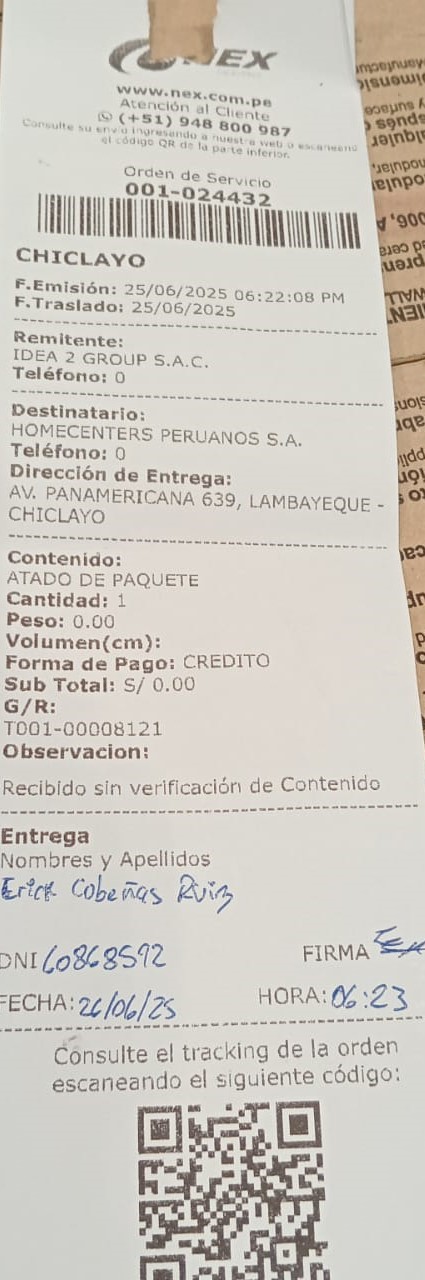 NEX
www.nex.com.pe
Atención al Cliente
(+51) 948 800 987
Consulte su envío ingresando a nuestra web o escaneend
el código QR de la parte inferior.
Orden de Servicio
001-024432
CHICLAYO
F.Emisión: 25/06/2025 06:22:08 PM
F.Traslado: 25/06/2025
Remitente:
IDEA 2 GROUP S.A.C.
Teléfono: 0
Destinatario:
HOMECENTERS PERUANOS S.A.
Teléfono: 0
Dirección de Entrega:
AV. PANAMERICANA 639, LAMBAYEQUE -
CHICLAYO
Contenido:
ATADO DE PAQUETE
Cantidad: 1
Peso: 0.00
Volumen(cm):
Forma de Pago: CREDITO
Sub Total: S/ 0.00
G/R:
T001-00008121
Observacion:
Recibido sin verificación de Contenido
Entrega
Nombres y Apellidos
Erick Cobeñas Ruiz
DNI 60868592
FIRMA
FECHA: 26/06/25
HORA: 06:23
Consulte el tracking de la orden
escaneando el siguiente código: